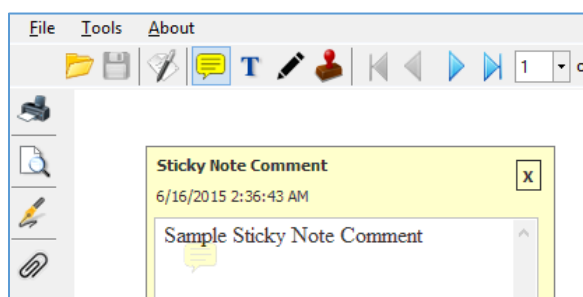 File Tools About
T 1 o
Sticky Note Comment
x
6/16/2015 2:36:43 AM
Sample Sticky Note Comment